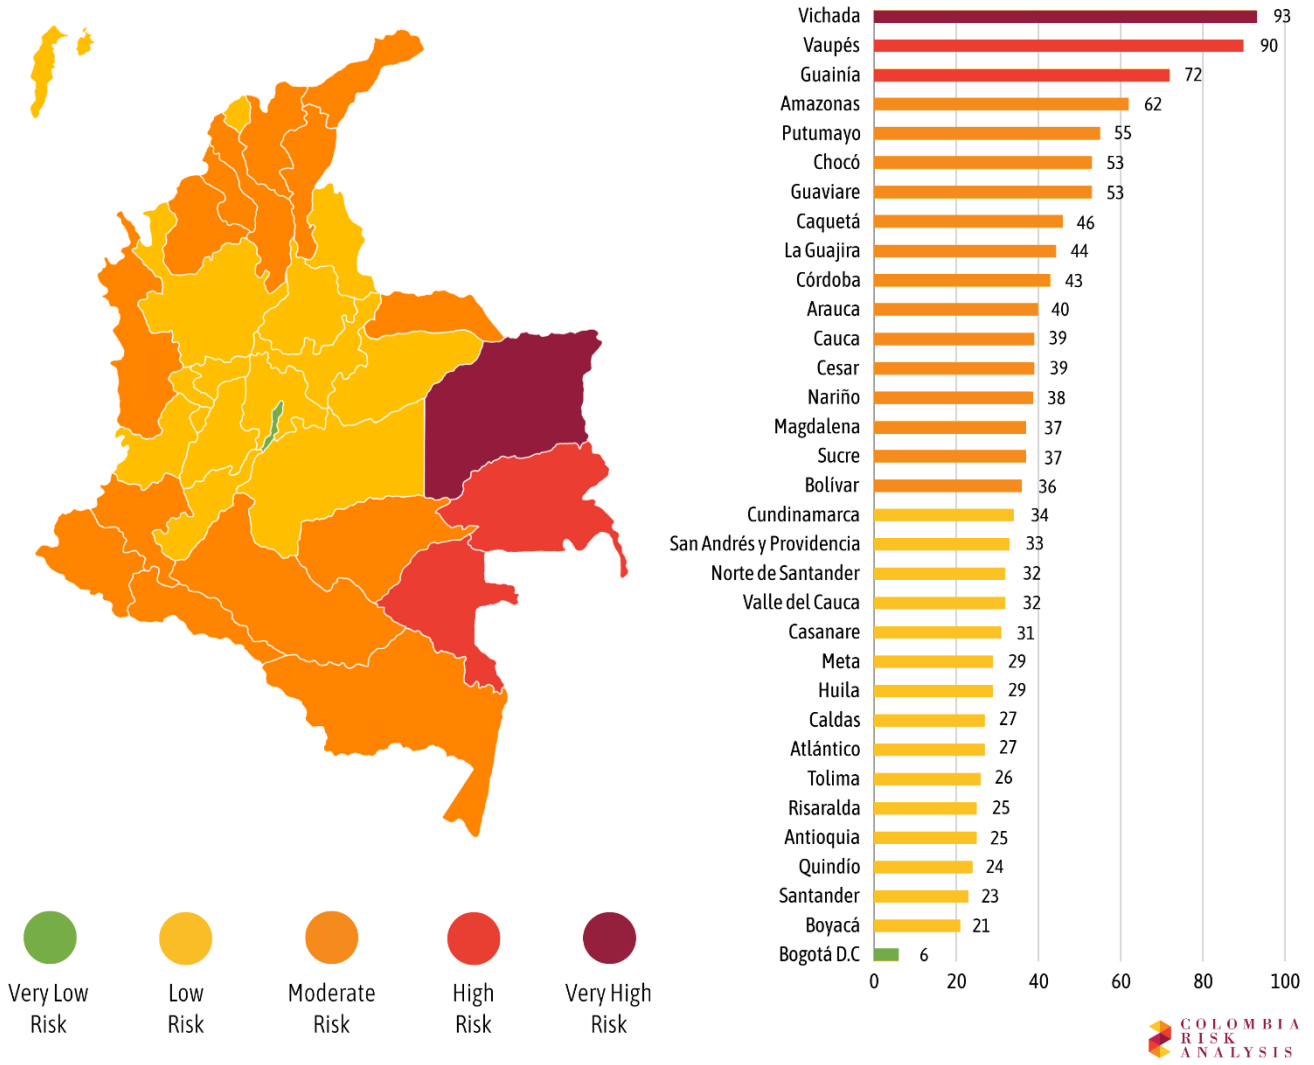 Vichada 93
Vaupés 90
Guainía 72
Amazonas 62
Putumayo 55
Chocó 53
Guaviare 53
Caquetá 46
La Guajira 44
Córdoba 43
Arauca 40
Cauca 39
Cesar 39
Nariño 38
Magdalena 37
Sucre 37
Bolívar 36
Cundinamarca 34
San Andrés y Providencia 33
Norte de Santander 32
Valle del Cauca 32
Casanare 31
Meta 29
Huila 29
Caldas 27
Atlántico 27
Tolima 26
Risaralda 25
Antioquia 25
Quindío 24
Santander 23
Boyacá 21
Bogotá D.C 6
0 20 40 60 80 100
Very Low Risk
Low Risk
Moderate Risk
High Risk
Very High Risk
COLOMBIA
RISK
ANALYSIS